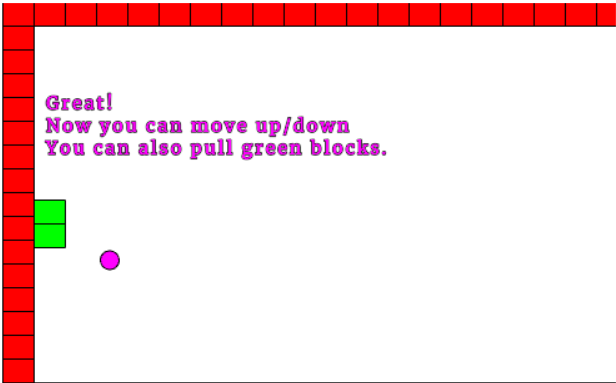 Great!
Now you can move up/down
You can also pull green blocks.